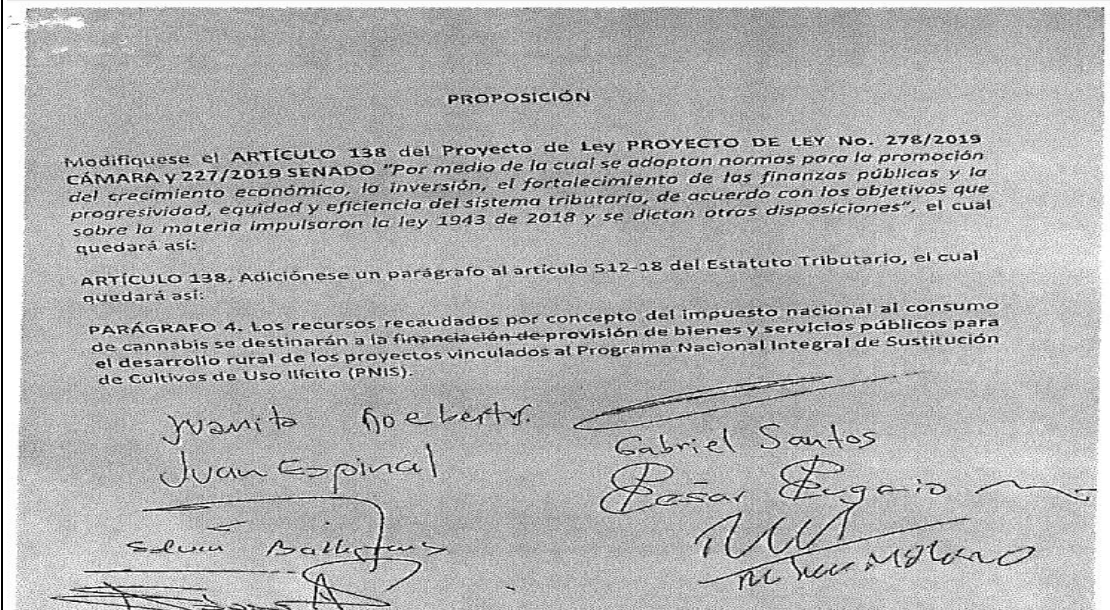 PROPOSICIÓN
Modifíquese el ARTÍCULO 138 del Proyecto de Ley PROYECTO DE LEY No. 278/2019
CÁMARA y 227/2019 SENADO "Por medio de la cual se adoptan normas para la promoción
del crecimiento económico, la inversión, el fortalecimiento de las finanzas públicas y la
progresividad, equidad y eficiencia del sistema tributario, de acuerdo con los objetivos que
sobre la materia impulsaron la ley 1943 de 2018 y se dictan otras disposiciones", el cual
quedará así:
ARTÍCULO 138. Adiciónese un parágrafo al artículo 512-18 del Estatuto Tributario, el cual
quedará así:
PARÁGRAFO 4. Los recursos recaudados por concepto del impuesto nacional al consumo
de cannabis se destinarán a la financiación de provisión de bienes y servicios públicos para
el desarrollo rural de los proyectos vinculados al Programa Nacional Integral de Sustitución
de Cultivos de Uso Ilícito (PNIS).
Juanita Goebertus
Gabriel Santos
Juan Espinal
César Eugenio